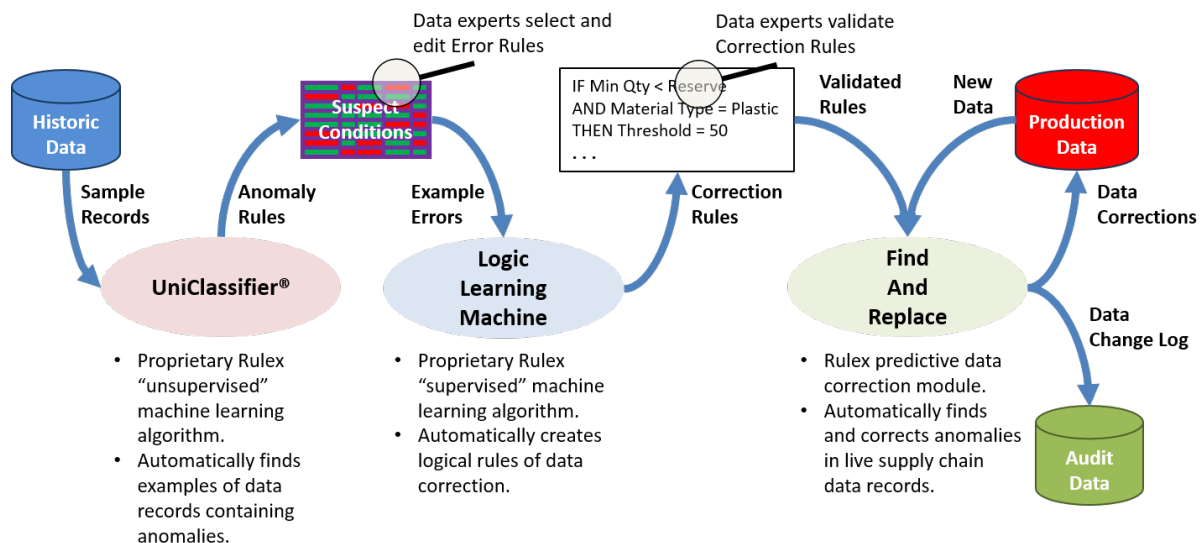 Data experts select and
edit Error Rules
Data experts validate
Correction Rules
Historic
Data
Sample
Records
Anomaly
Rules
Suspect
Conditions
Example
Errors
IF Min Qty < Reserve
AND Material Type = Plastic
THEN Threshold = 50
. . .
Correction
Rules
Validated
Rules
New
Data
Production
Data
Data
Corrections
UniClassifier®
Logic
Learning
Machine
Find
And
Replace
Data
Change Log
Audit
Data
• Proprietary Rulex
“unsupervised”
machine learning
algorithm.
• Automatically finds
examples of data
records containing
anomalies.
• Proprietary Rulex
“supervised” machine
learning algorithm.
• Automatically creates
logical rules of data
correction.
• Rulex predictive data
correction module.
• Automatically finds
and corrects anomalies
in live supply chain
data records.